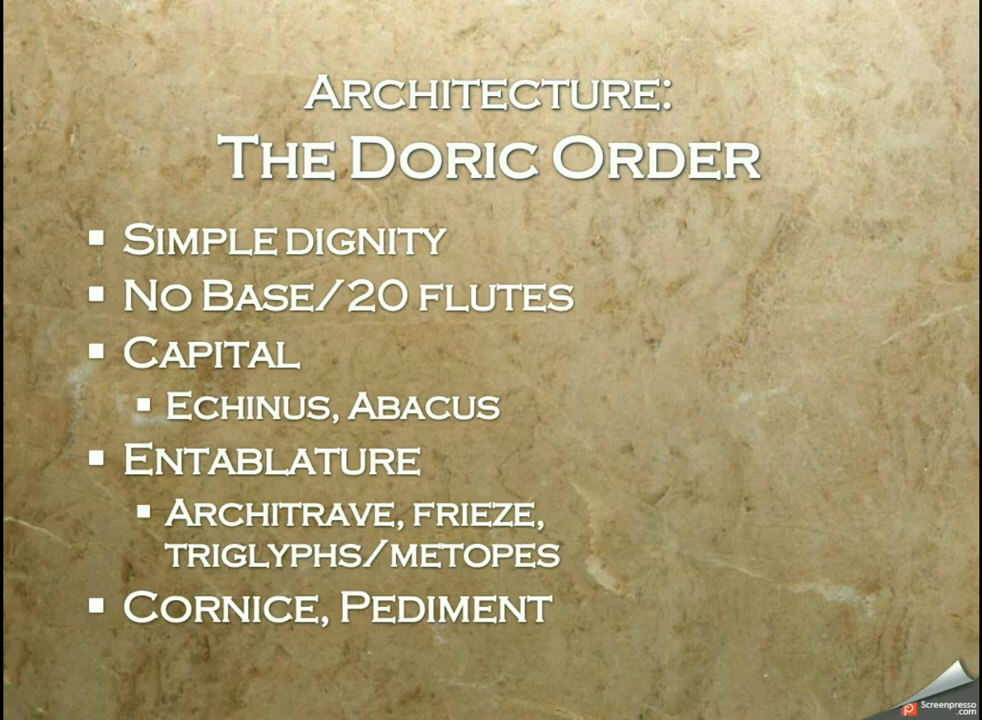 Architecture:
The Doric Order
▪ Simple dignity
▪ No Base/20 flutes
▪ Capital
▪ Echinus, Abacus
▪ Entablature
▪ Architrave, frieze,
triglyphs/metopes
▪ Cornice, Pediment
Screenpresso
.com